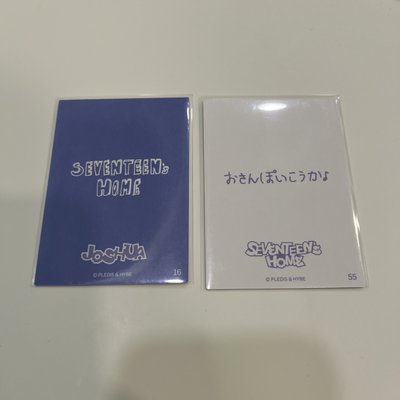 SEVENTEEN's
HOME
JOSHUA
© PLEDIS & HYBE
16
おさんぽいこうかな
SEVENTEEN's
HOME
© PLEDIS & HYBE
55